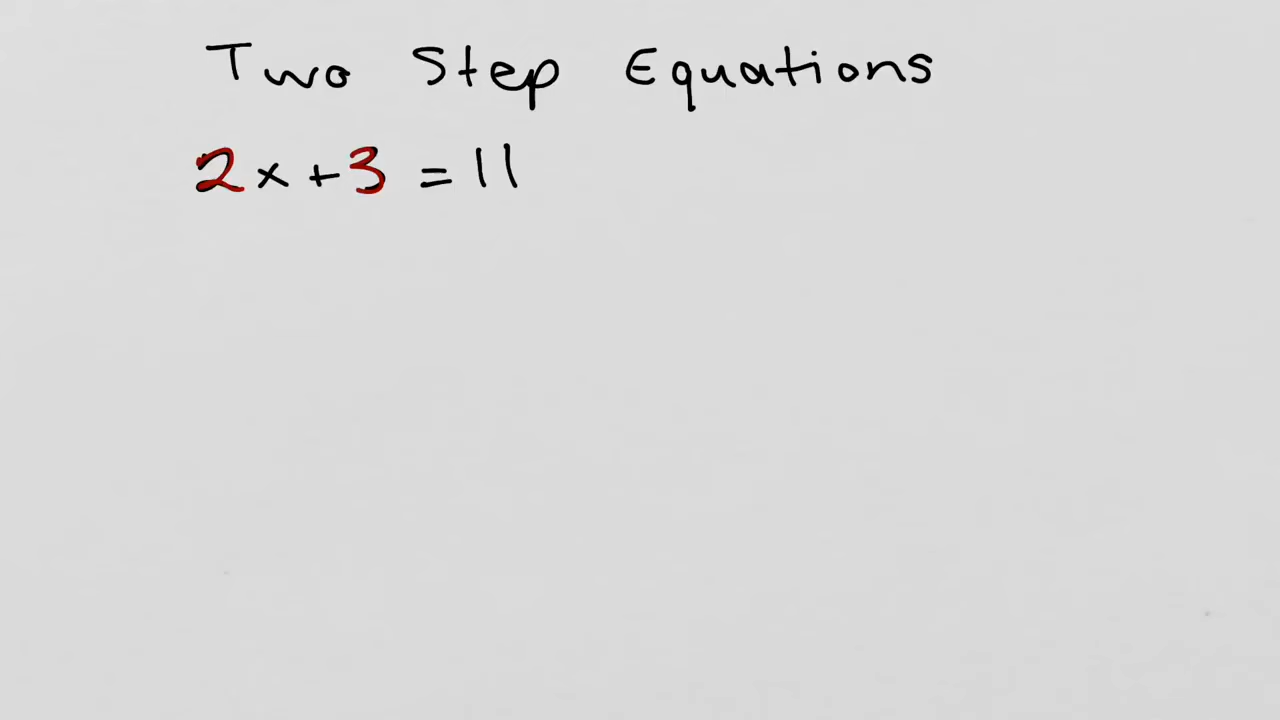 Two Step Equations
2x+3 = 11